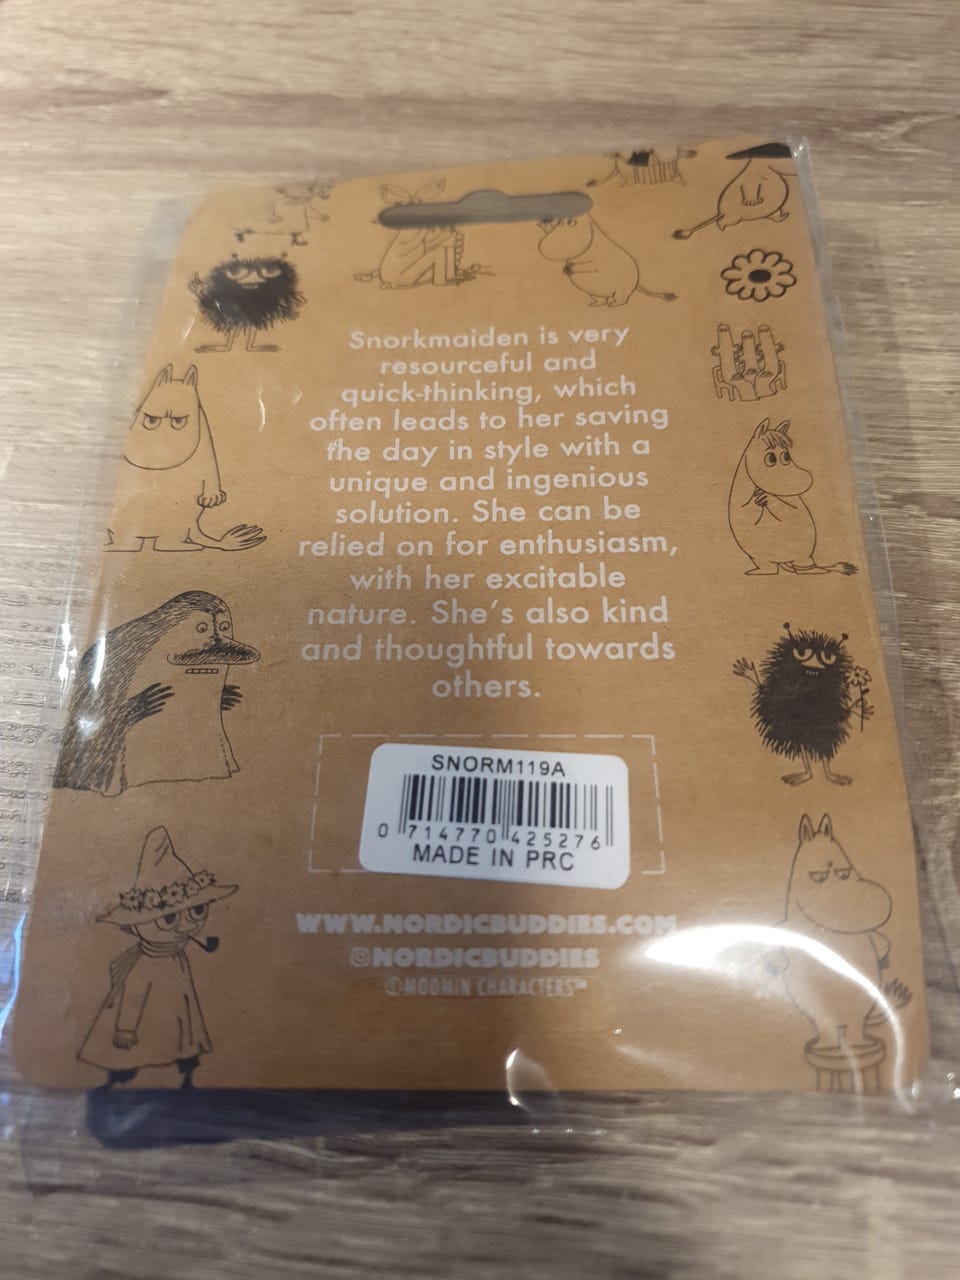 Snorkmaiden is very
resourceful and
quick-thinking, which
often leads to her saving
the day in style with a
unique and ingenious
solution. She can be
relied on for enthusiasm,
with her excitable
nature. She's also kind
and thoughtful towards
others.
SNORM119A
0 714770 425276
MADE IN PRC
WWW.NORDICBUDDIES.COM
@NORDICBUDDIES
©MOOMIN CHARACTERS™